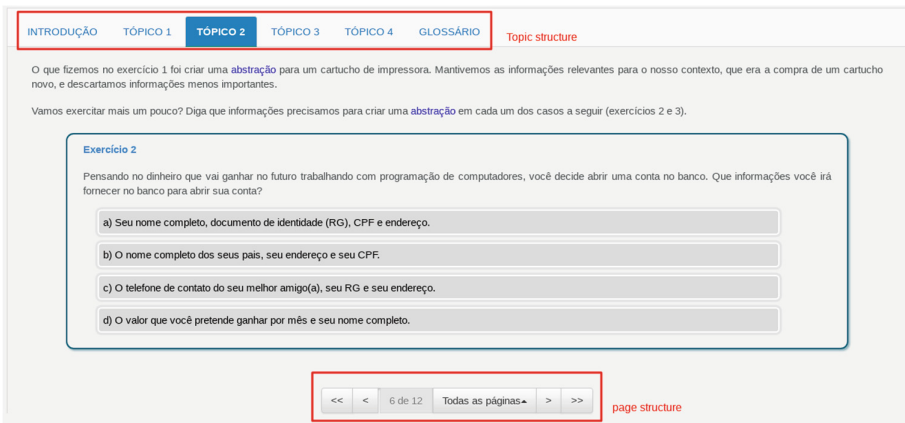 INTRODUÇÃO TÓPICO 1 TÓPICO 2 TÓPICO 3 TÓPICO 4 GLOSSÁRIO Topic structure
O que fizemos no exercício 1 foi criar uma abstração para um cartucho de impressora. Mantivemos as informações relevantes para o nosso contexto, que era a compra de um cartucho
novo, e descartamos informações menos importantes.
Vamos exercitar mais um pouco? Diga que informações precisamos para criar uma abstração em cada um dos casos a seguir (exercícios 2 e 3).
Exercício 2
Pensando no dinheiro que vai ganhar no futuro trabalhando com programação de computadores, você decide abrir uma conta no banco. Que informações você irá
fornecer no banco para abrir sua conta?
a) Seu nome completo, documento de identidade (RG), CPF e endereço.
b) O nome completo dos seus pais, seu endereço e seu CPF.
c) O telefone de contato do seu melhor amigo(a), seu RG e seu endereço.
d) O valor que você pretende ganhar por mês e seu nome completo.
<< < 6 de 12 Todas as páginas > >> page structure